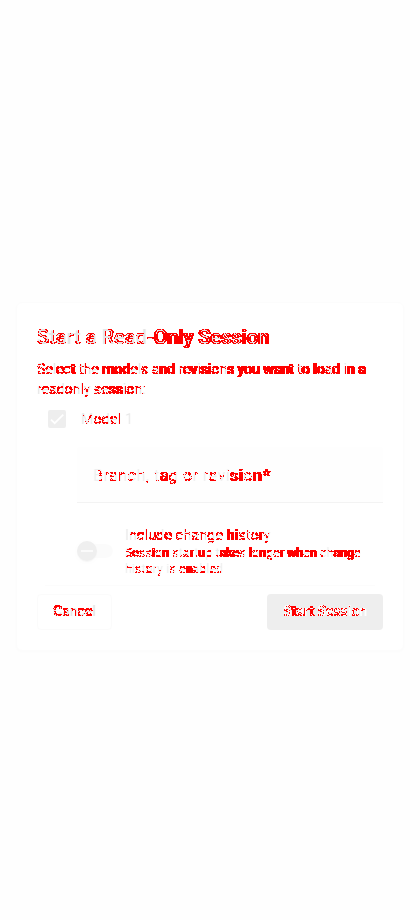 Start a Read-Only Session
Select the models and revisions you want to load in a
readonly session:
Model 1
Branch, tag or revision*
Include change history
Session startup takes longer when change
history is enabled
Cancel
Start Session